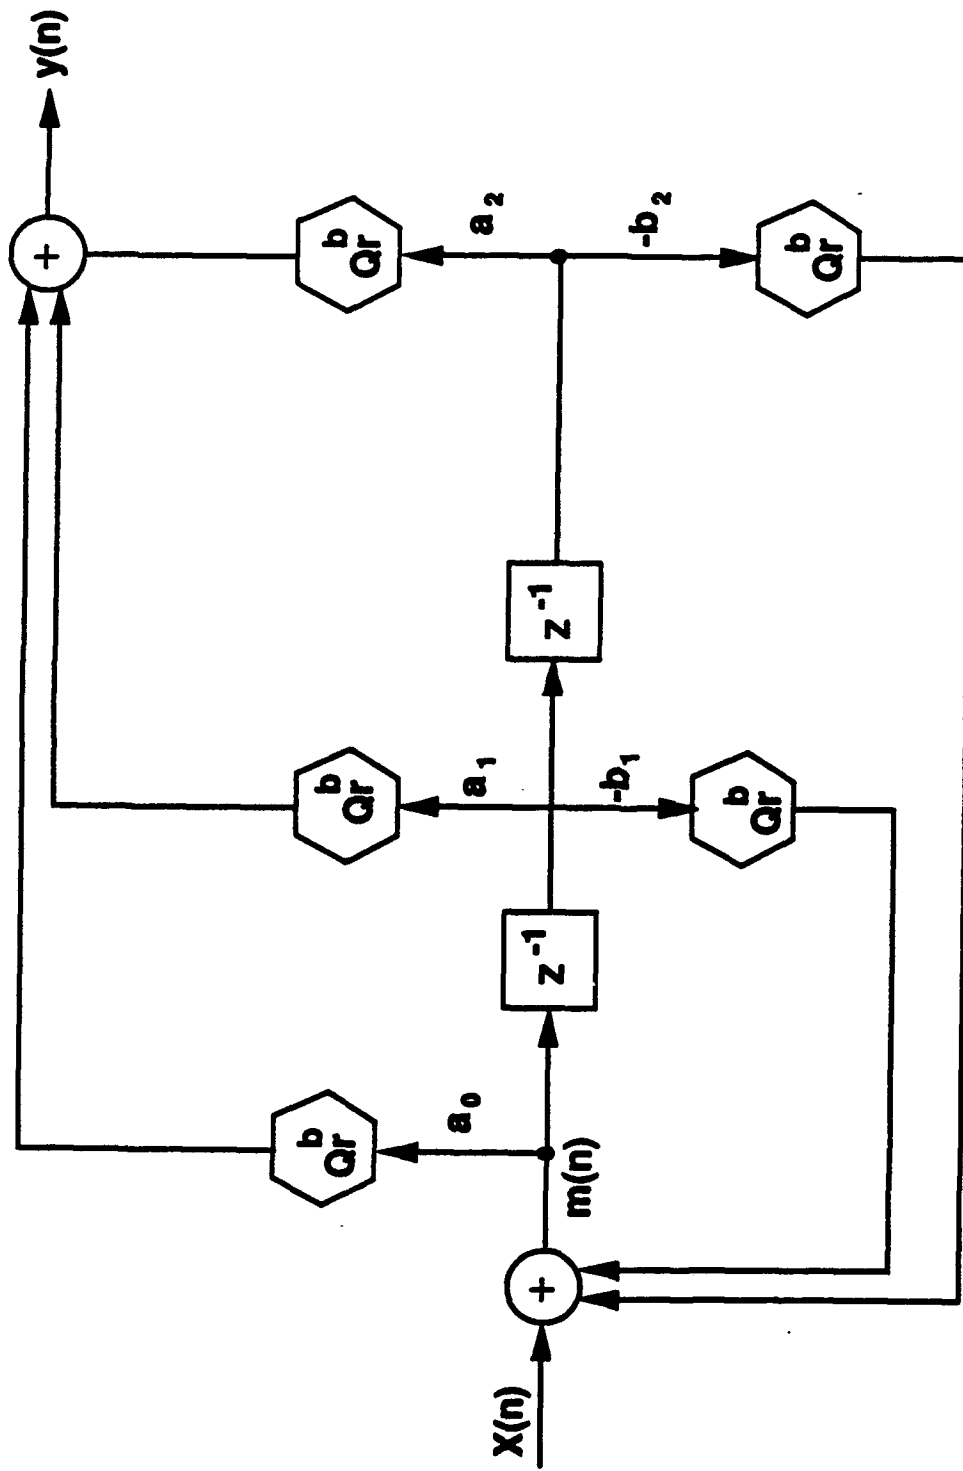 y(n)
+
b
Qr
b
Qr
b
Qr
a₀
a₁
a₂
X(n)
+
m(n)
z⁻¹
z⁻¹
-b₁
-b₂
b
Qr
b
Qr